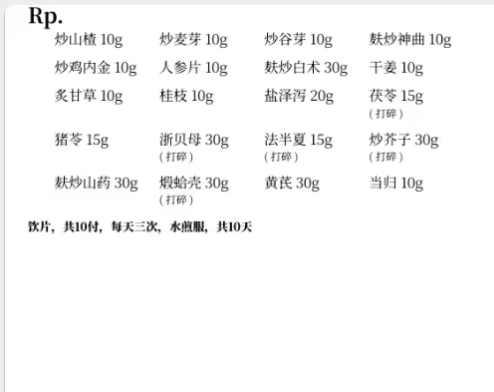 Rp.
炒山楂 10g 炒麦芽 10g 炒谷芽 10g 麸炒神曲 10g
炒鸡内金 10g 人参片 10g 麸炒白术 30g 干姜 10g
炙甘草 10g 桂枝 10g 盐泽泻 20g 茯苓 15g
（打碎）
猪苓 15g 浙贝母 30g 法半夏 15g 炒芥子 30g
（打碎） （打碎） （打碎）
麸炒山药 30g 煅蛤壳 30g 黄芪 30g 当归 10g
（打碎）
饮片，共10付，每天三次，水煎服，共10天